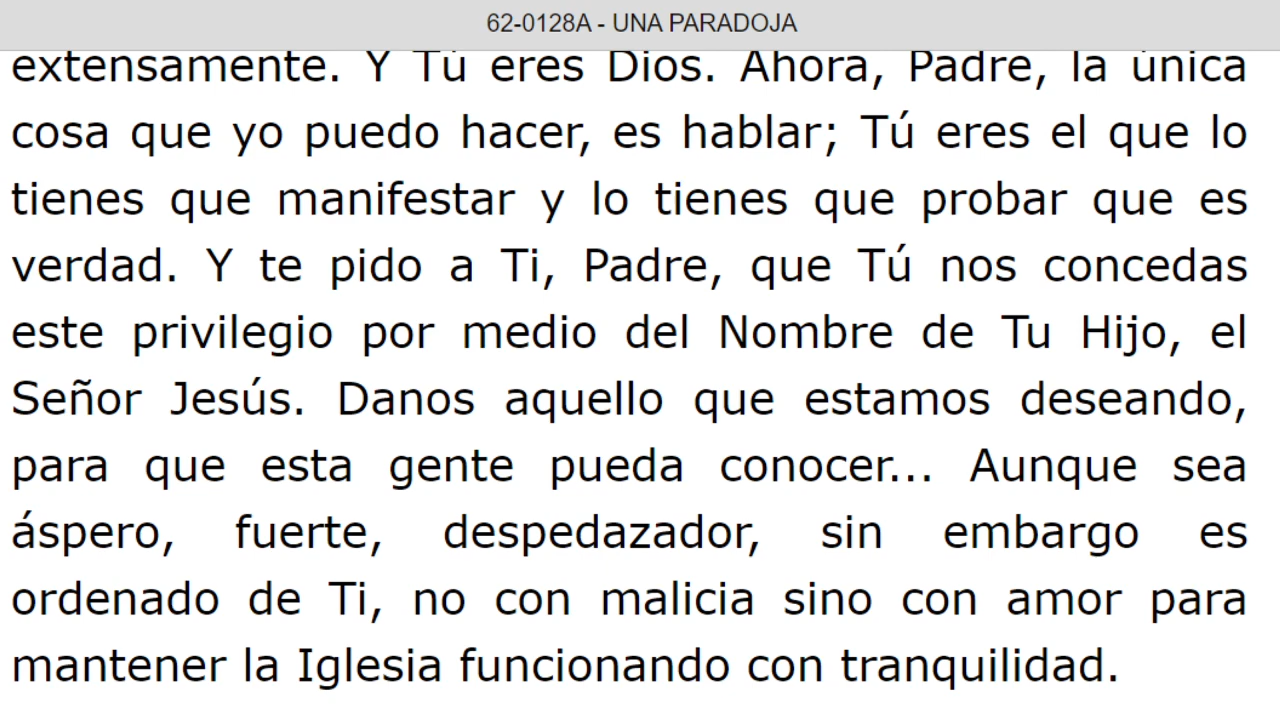 62-0128A - UNA PARADOJA
extensamente. Y Tú eres Dios. Ahora, Padre, la única
cosa que yo puedo hacer, es hablar; Tú eres el que lo
tienes que manifestar y lo tienes que probar que es
verdad. Y te pido a Ti, Padre, que Tú nos concedas
este privilegio por medio del Nombre de Tu Hijo, el
Señor Jesús. Danos aquello que estamos deseando,
para que esta gente pueda conocer... Aunque sea
áspero, fuerte, despedazador, sin embargo es
ordenado de Ti, no con malicia sino con amor para
mantener la Iglesia funcionando con tranquilidad.